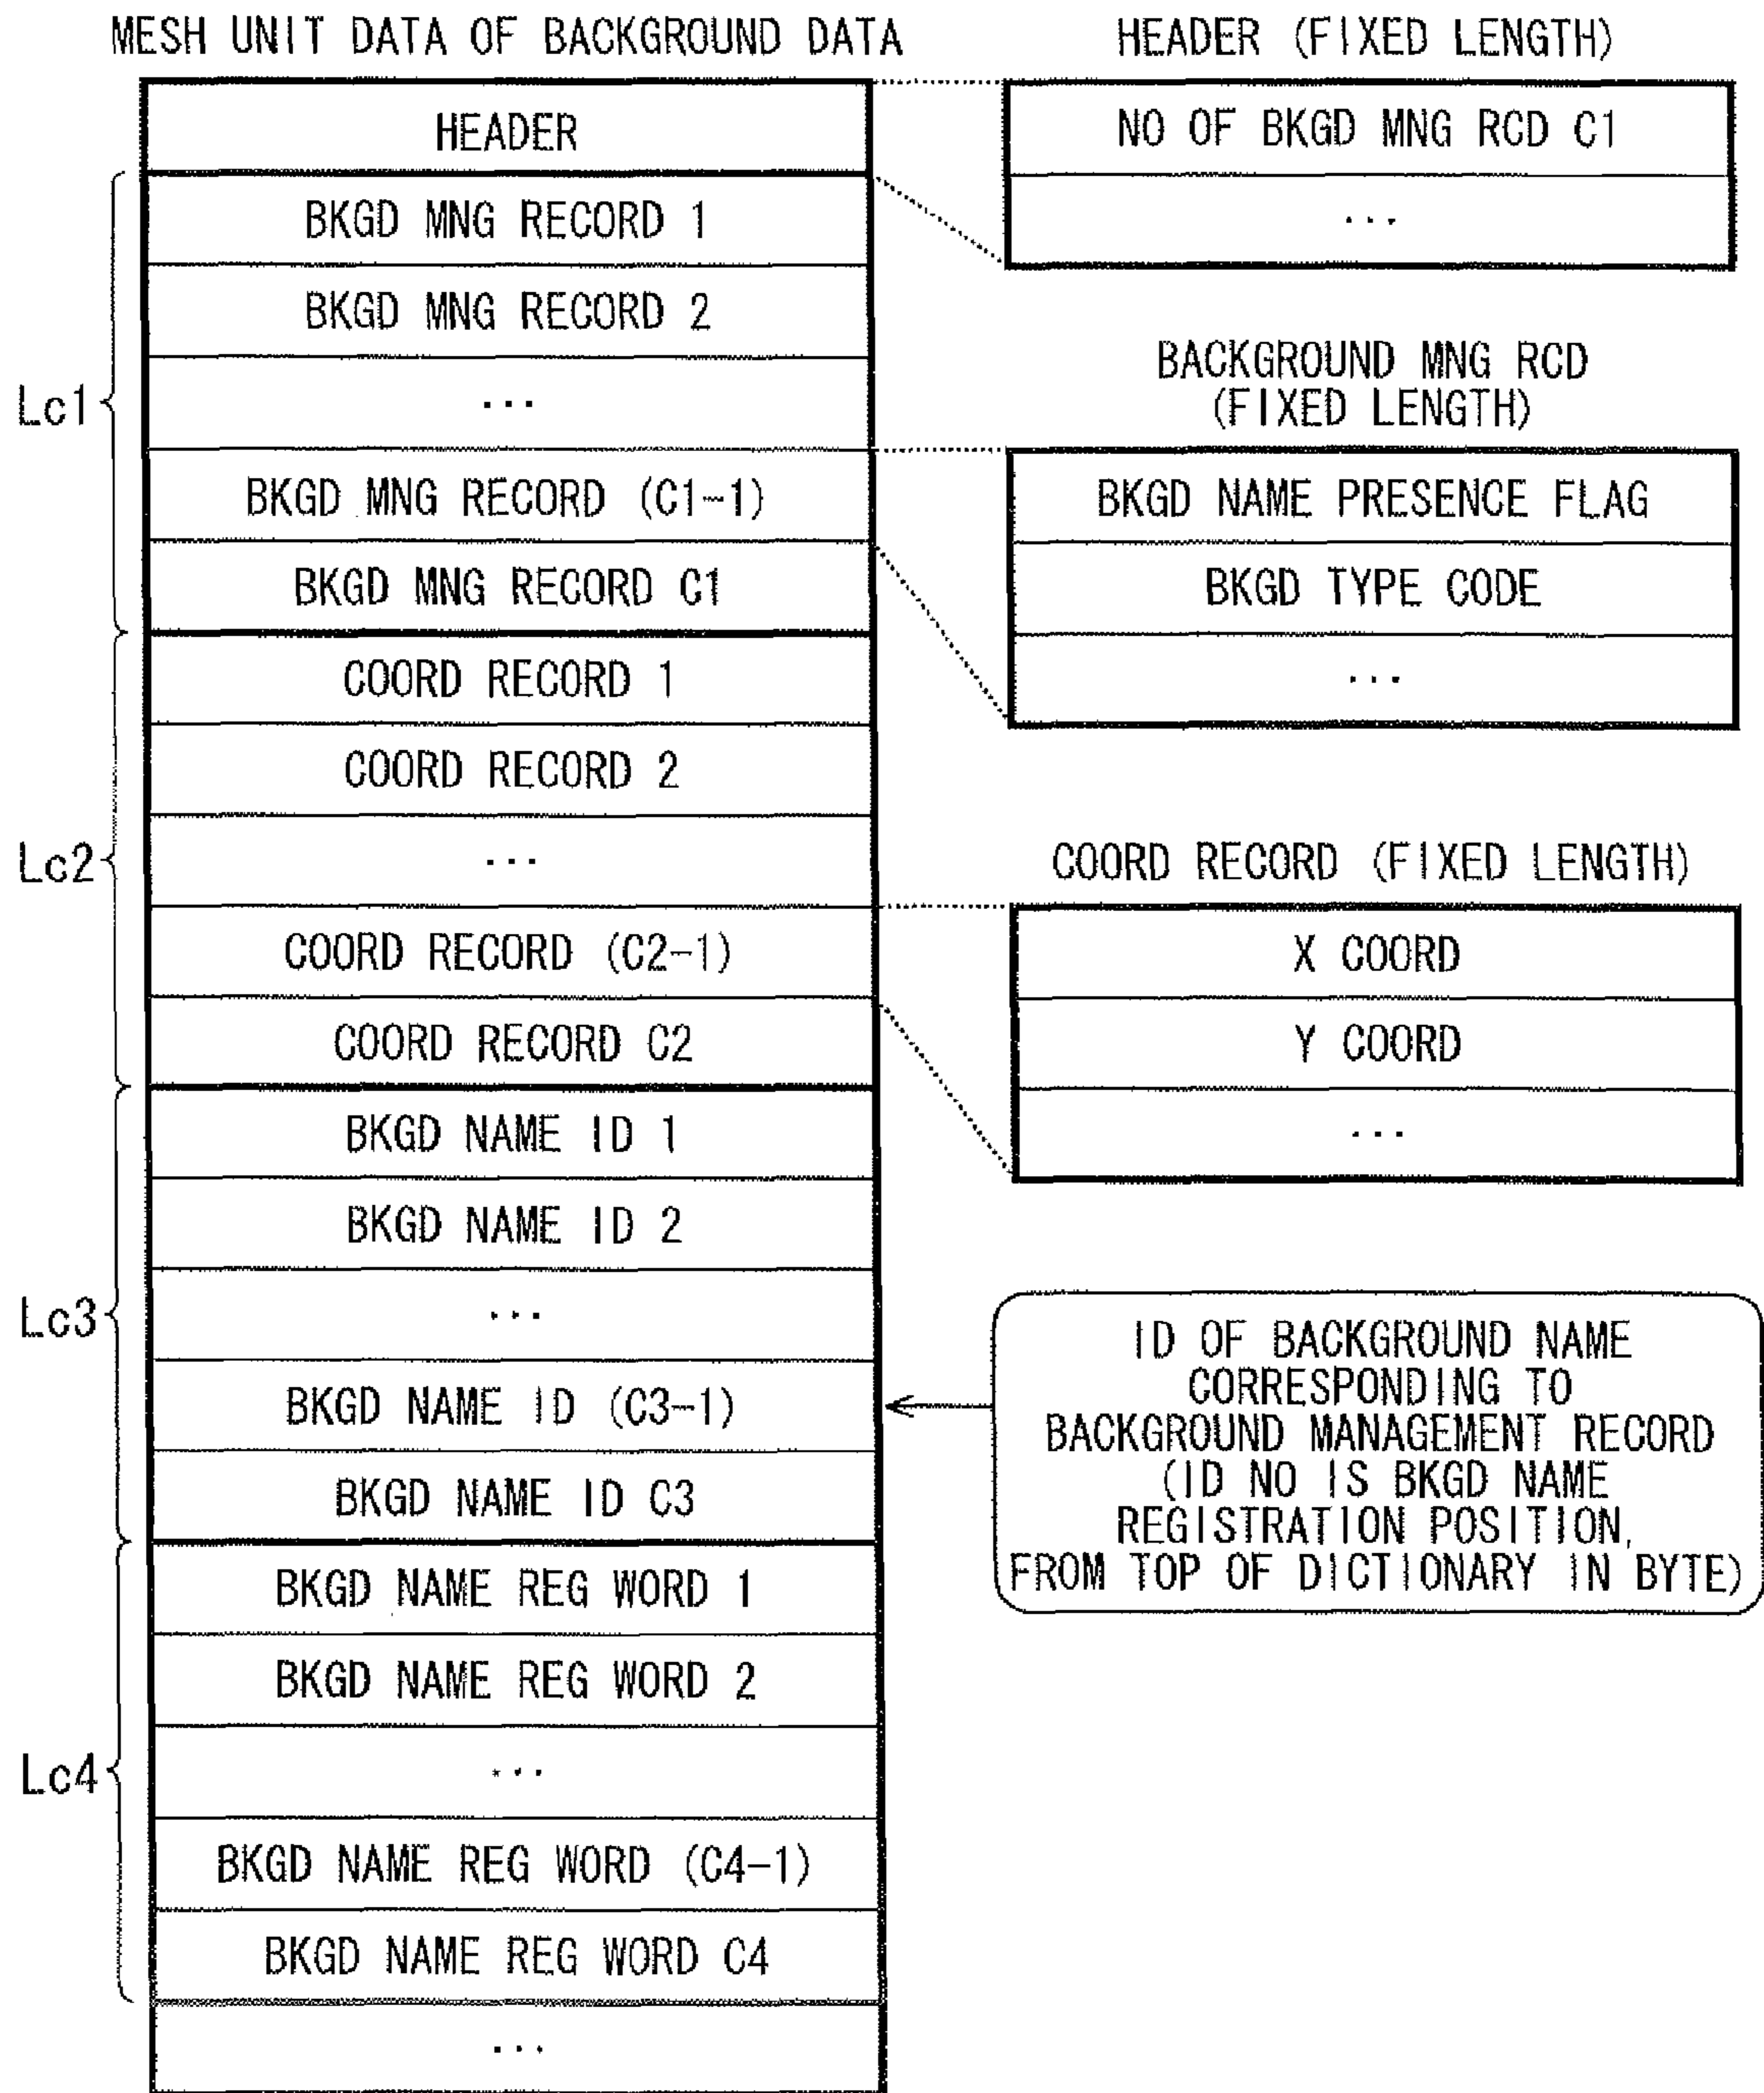 MESH UNIT DATA OF BACKGROUND DATA
HEADER
Lc1
BKGD MNG RECORD 1
BKGD MNG RECORD 2
...
BKGD MNG RECORD (C1-1)
BKGD MNG RECORD C1
Lc2
COORD RECORD 1
COORD RECORD 2
...
COORD RECORD (C2-1)
COORD RECORD C2
Lc3
BKGD NAME ID 1
BKGD NAME ID 2
...
BKGD NAME ID (C3-1)
BKGD NAME ID C3
Lc4
BKGD NAME REG WORD 1
BKGD NAME REG WORD 2
...
BKGD NAME REG WORD (C4-1)
BKGD NAME REG WORD C4
...
HEADER (FIXED LENGTH)
NO OF BKGD MNG RCD C1
...
BACKGROUND MNG RCD
(FIXED LENGTH)
BKGD NAME PRESENCE FLAG
BKGD TYPE CODE
...
COORD RECORD (FIXED LENGTH)
X COORD
Y COORD
...
ID OF BACKGROUND NAME
CORRESPONDING TO
BACKGROUND MANAGEMENT RECORD
(ID NO IS BKGD NAME
REGISTRATION POSITION,
FROM TOP OF DICTIONARY IN BYTE)